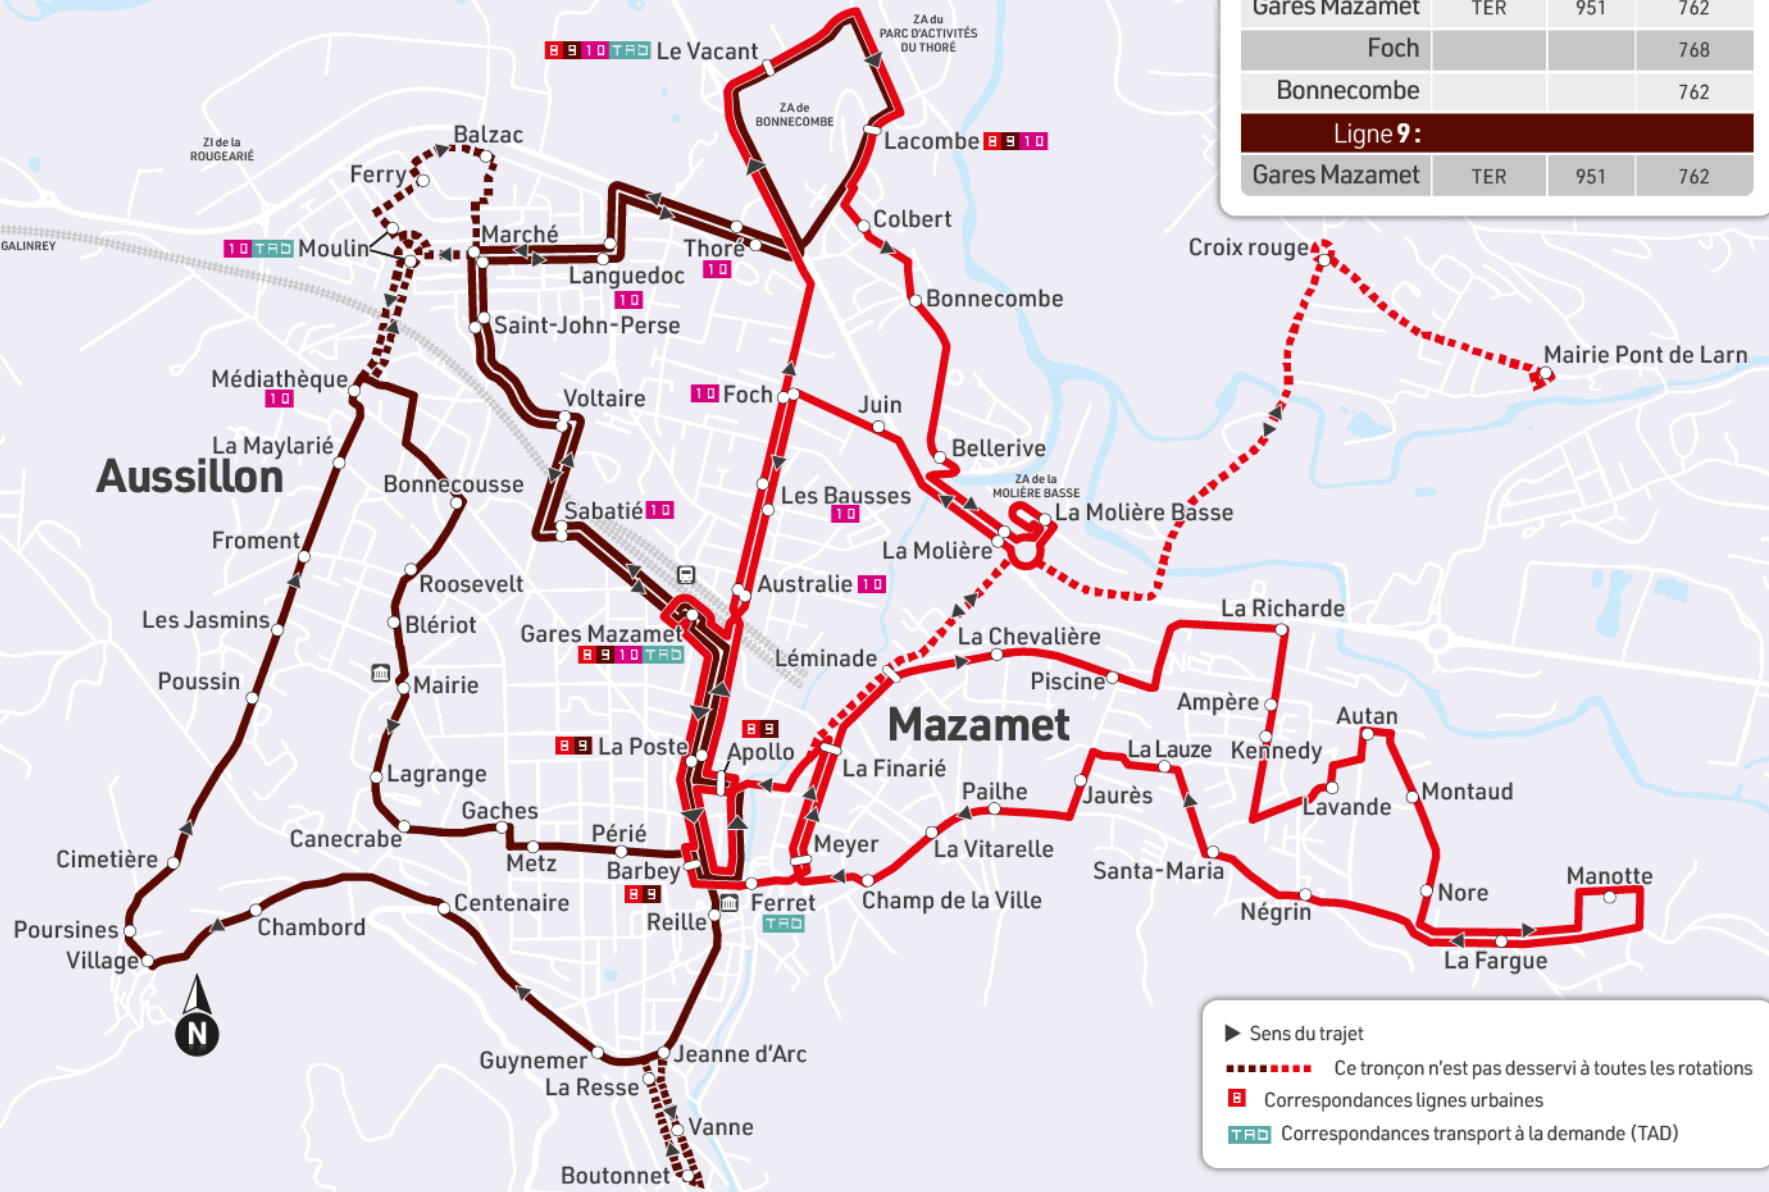 Gares Mazamet TER 951 762
Foch 768
Bonnecombe 762
Ligne 9 :
Gares Mazamet TER 951 762
8 9 10 TAD Le Vacant
ZA du
PARC D'ACTIVITÉS
DU THORÉ
ZA de
BONNECOMBE
Lacombe 8 9 10
ZI de la
ROUGEARIÉ
Balzac
Ferry
10 TAD Moulin
Marché
Languedoc
10
Thoré
10
Colbert
GALINREY
Croix rouge
Bonnecombe
Saint-John-Perse
Mairie Pont de Larn
Médiathèque
10
Voltaire
10 Foch
Juin
La Maylarié
Aussillon
Bonnecousse
Bellerive
ZA de la
MOLIÈRE BASSE
Sabatié 10
Les Bausses
10
La Molière Basse
La Molière
Froment
Roosevelt
Australie 10
Les Jasmins
Blériot
Gares Mazamet
8 9 10 TAD
La Richarde
La Chevalière
Léminade
Piscine
Poussin
Mairie
Ampère
Mazamet
Autan
8 9
8 9 La Poste
Apollo
La Lauze
Kennedy
La Finarié
Lagrange
Pailhe
Jaurès
Lavande
Montaud
Gaches
Canecrabe
Metz
Périé
Meyer
La Vitarelle
Cimetière
Barbey
8 9
Santa-Maria
Manotte
Ferret
TAD
Champ de la Ville
Négrin
Nore
Centenaire
Chambord
Reille
Poursines
Village
La Fargue
N
Guynemer
Jeanne d'Arc
La Resse
Vanne
Boutonnet
Sens du trajet
Ce tronçon n'est pas desservi à toutes les rotations
8 Correspondances lignes urbaines
TAD Correspondances transport à la demande (TAD)